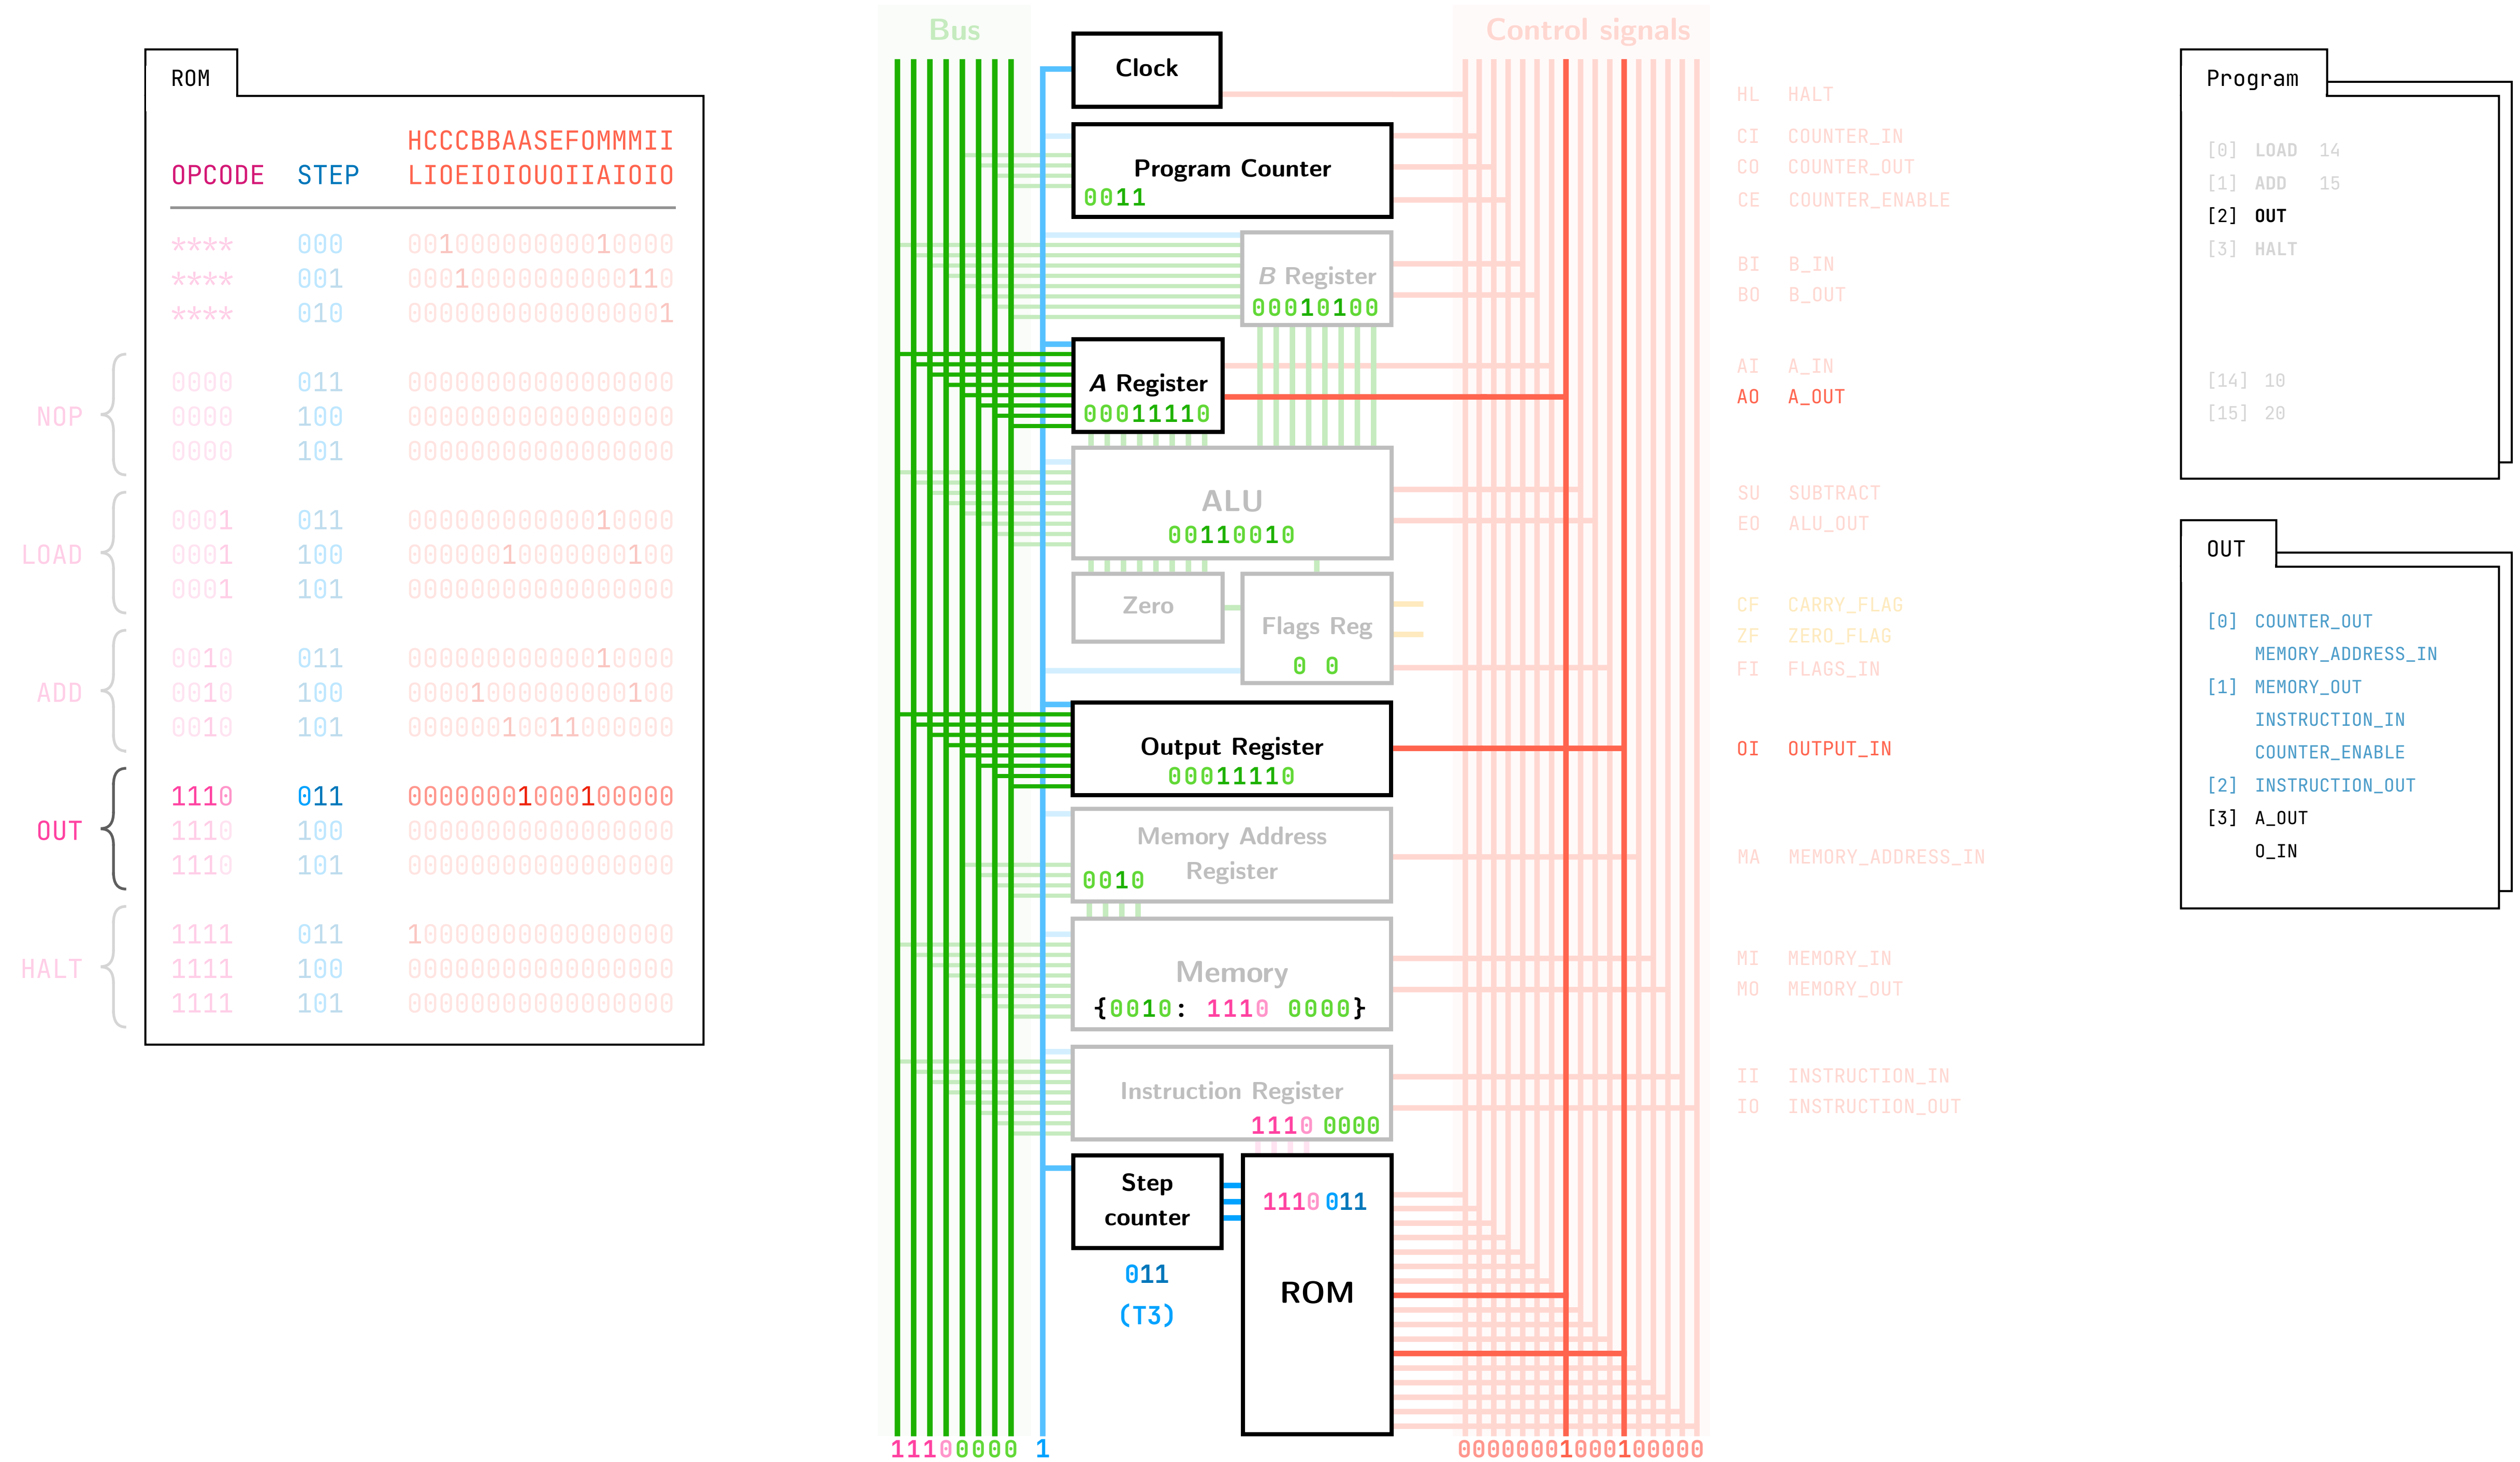 ROM
HCCCBBAASEFOMMMII
OPCODE STEP LIOEIOIOUOIIAIOIO
**** 000 00100000000010000
**** 001 00010000000000110
**** 010 00000000000000001
NOP
0000 011 00000000000000000
0000 100 00000000000000000
0000 101 00000000000000000
LOAD
0001 011 00000000000010000
0001 100 00000010000000100
0001 101 00000000000000000
ADD
0010 011 00000000000010000
0010 100 00001000000000100
0010 101 00000010011000000
OUT
1110 011 00000001000100000
1110 100 00000000000000000
1110 101 00000000000000000
HALT
1111 011 10000000000000000
1111 100 00000000000000000
1111 101 00000000000000000
Bus
Control signals
Clock
Program Counter
0011
B Register
00010100
A Register
00011110
ALU
00110010
Zero
Flags Reg
0 0
Output Register
00011110
Memory Address
Register
0010
Memory
{0010: 1110 0000}
Instruction Register
1110 0000
Step
counter
011
(T3)
1110 011
ROM
11100000 1 00000001000100000
HL HALT
CI COUNTER_IN
CO COUNTER_OUT
CE COUNTER_ENABLE
BI B_IN
BO B_OUT
AI A_IN
AO A_OUT
SU SUBTRACT
EO ALU_OUT
CF CARRY_FLAG
ZF ZERO_FLAG
FI FLAGS_IN
OI OUTPUT_IN
MA MEMORY_ADDRESS_IN
MI MEMORY_IN
MO MEMORY_OUT
II INSTRUCTION_IN
IO INSTRUCTION_OUT
Program
[0] LOAD 14
[1] ADD 15
[2] OUT
[3] HALT
[14] 10
[15] 20
OUT
[0] COUNTER_OUT
MEMORY_ADDRESS_IN
[1] MEMORY_OUT
INSTRUCTION_IN
COUNTER_ENABLE
[2] INSTRUCTION_OUT
[3] A_OUT
O_IN